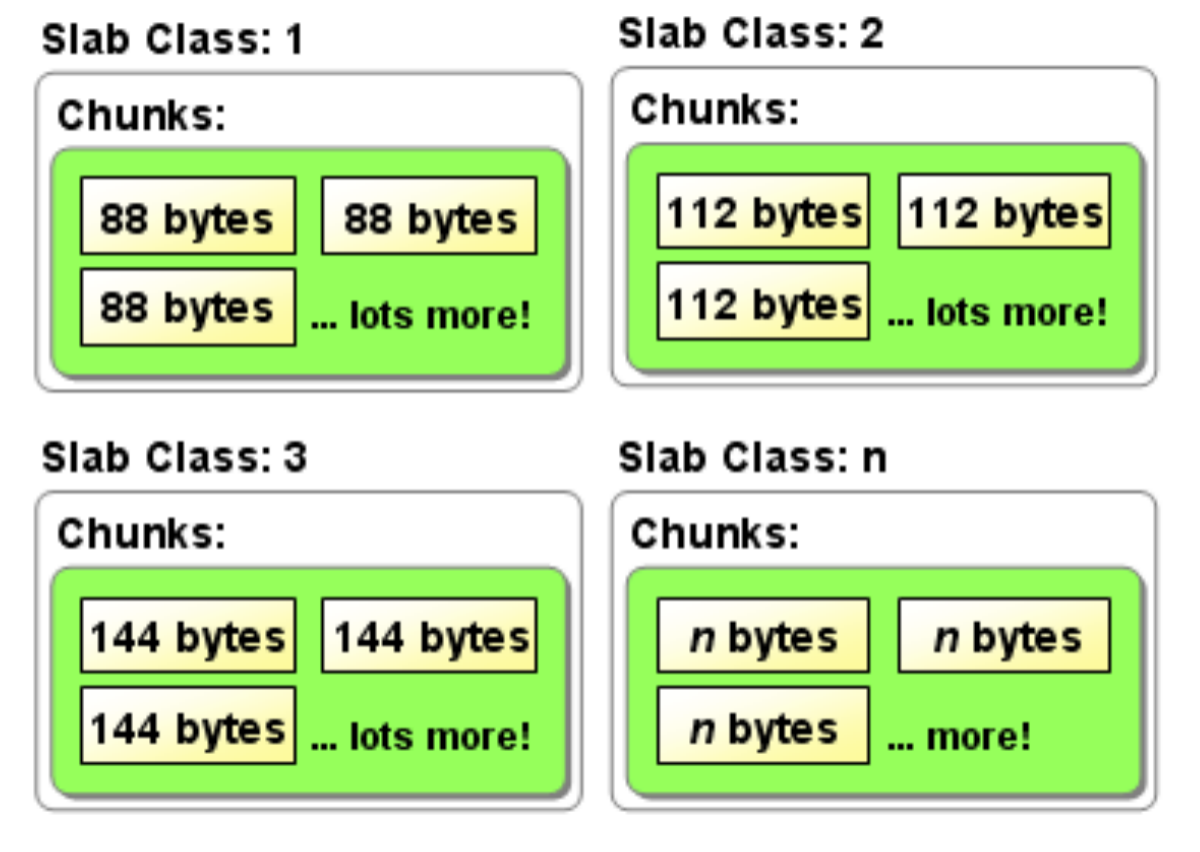 Slab Class: 1
Chunks:
88 bytes 88 bytes
88 bytes ... lots more!
Slab Class: 2
Chunks:
112 bytes 112 bytes
112 bytes ... lots more!
Slab Class: 3
Chunks:
144 bytes 144 bytes
144 bytes ... lots more!
Slab Class: n
Chunks:
n bytes n bytes
n bytes ... more!